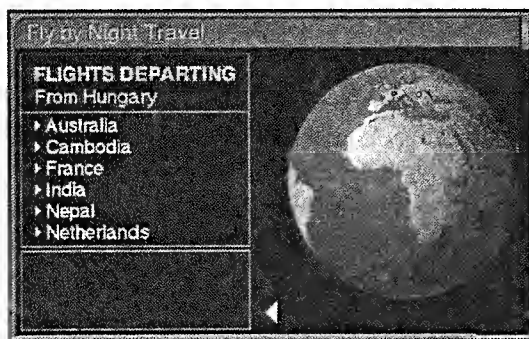 Fly by Night Travel
FLIGHTS DEPARTING
From Hungary
Australia
Cambodia
France
India
Nepal
Netherlands